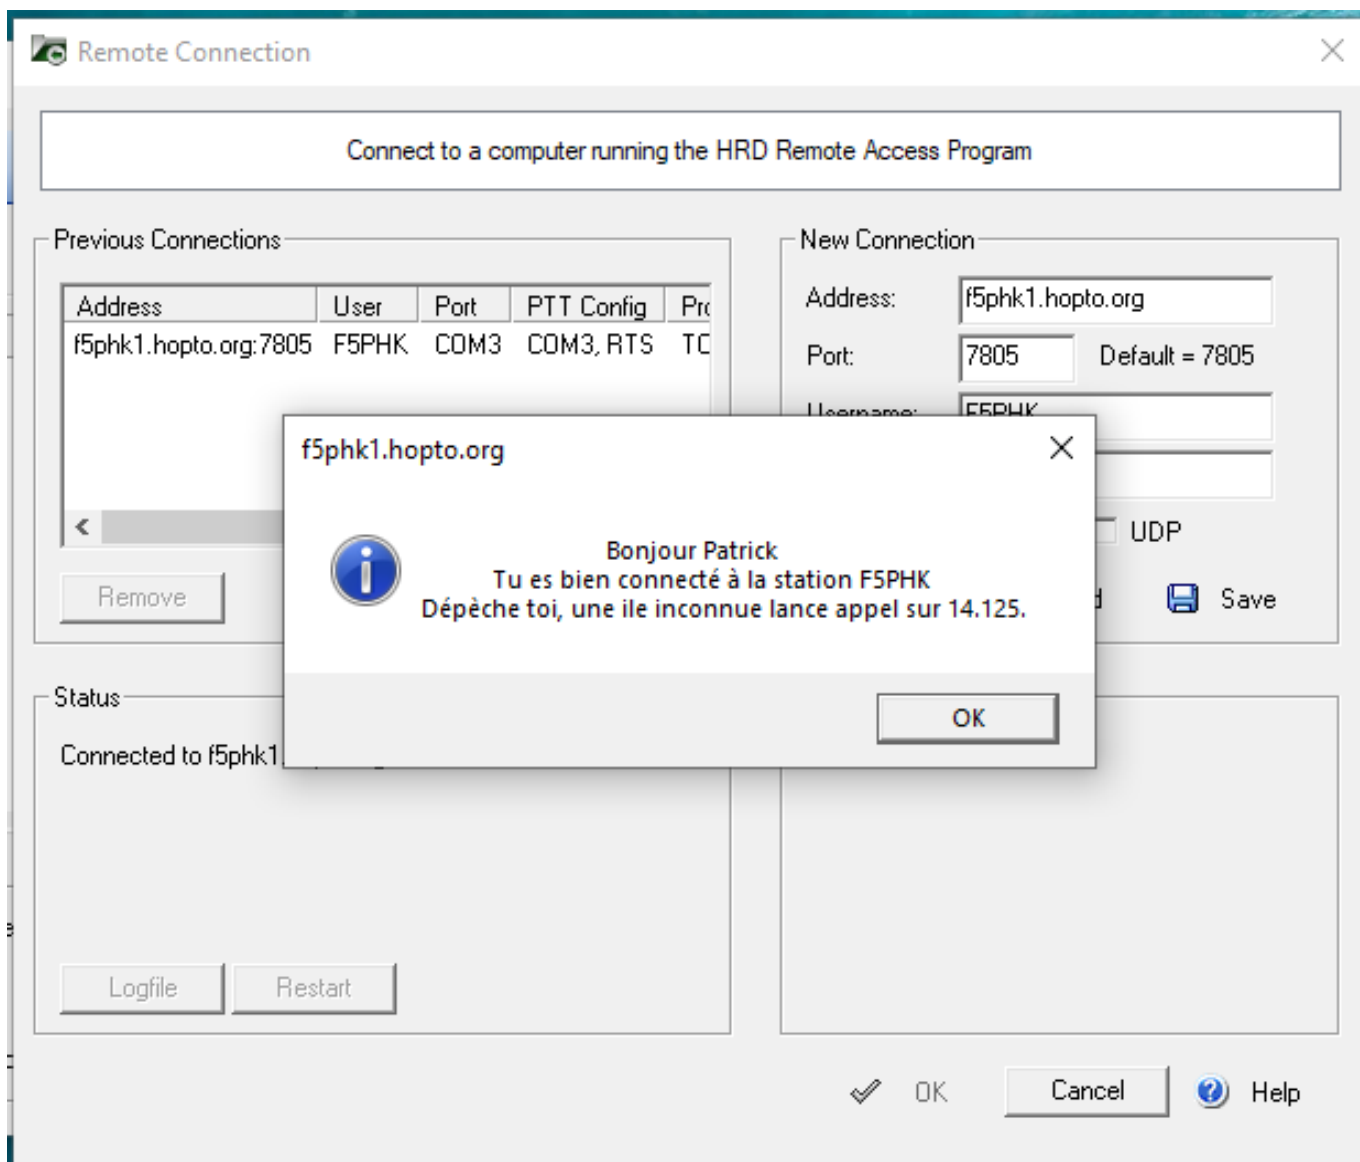 Remote Connection
Connect to a computer running the HRD Remote Access Program
Previous Connections
Address User Port PTT Config
f5phk1.hopto.org:7805 F5PHK COM3 COM3, RTS
Remove
New Connection
Address: f5phk1.hopto.org
Port: 7805 Default = 7805
Username: F5PHK
UDP
Save
f5phk1.hopto.org
Bonjour Patrick
Tu es bien connecté à la station F5PHK
Dépèche toi, une ile inconnue lance appel sur 14.125.
OK
Status
Connected to f5phk1
Logfile Restart
OK Cancel Help